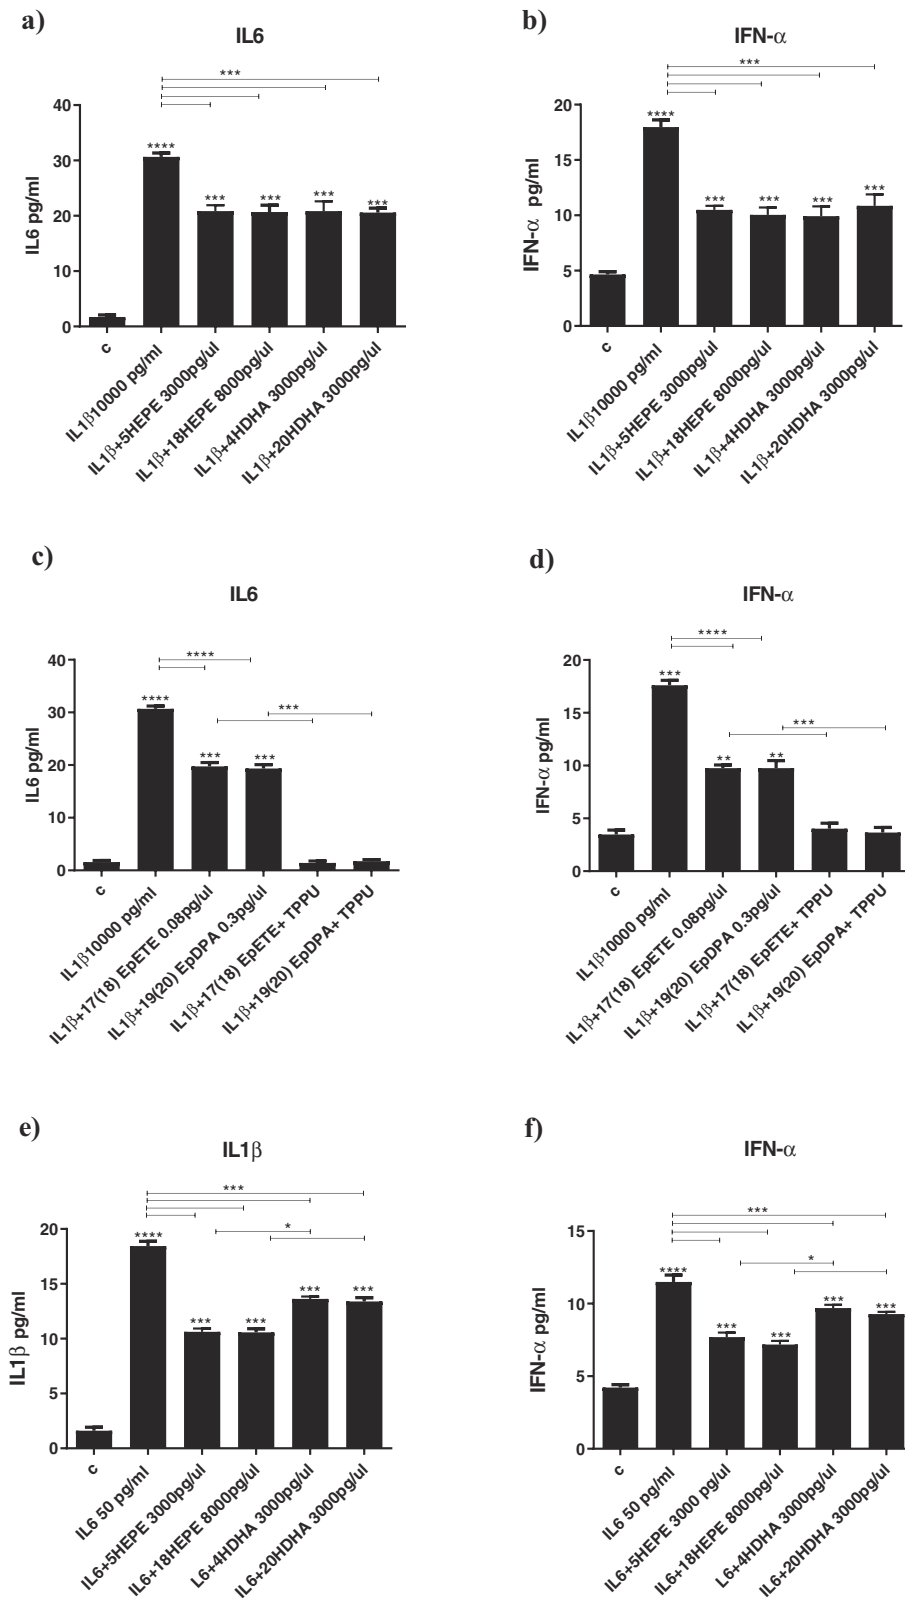 a)
IL6
***
40
30
20
10
0
IL6 pg/ml
****
***
***
***
***
c
IL1β10000 pg/ml
IL1β+5HEPE 3000pg/ul
IL1β+18HEPE 8000pg/ul
IL1β+4HDHA 3000pg/ul
IL1β+20HDHA 3000pg/ul
b)
IFN-α
***
20
15
10
5
0
IFN-α pg/ml
****
***
***
***
***
c
IL1β10000 pg/ml
IL1β+5HEPE 3000pg/ul
IL1β+18HEPE 8000pg/ul
IL1β+4HDHA 3000pg/ul
IL1β+20HDHA 3000pg/ul
c)
IL6
****
***
40
30
20
10
0
IL6 pg/ml
****
***
***
c
IL1β10000 pg/ml
IL1β+17(18) EpETE 0.08pg/ul
IL1β+19(20) EpDPA 0.3pg/ul
IL1β+17(18) EpETE+ TPPU
IL1β+19(20) EpDPA+ TPPU
d)
IFN-α
****
***
20
15
10
5
0
IFN-α pg/ml
***
**
**
c
IL1β10000 pg/ml
IL1β+17(18) EpETE 0.08pg/ul
IL1β+19(20) EpDPA 0.3pg/ul
IL1β+17(18) EpETE+ TPPU
IL1β+19(20) EpDPA+ TPPU
e)
IL1β
***
*
20
15
10
5
0
IL1β pg/ml
****
***
***
***
***
c
IL6 50 pg/ml
IL6+5HEPE 3000pg/ul
IL6+18HEPE 8000pg/ul
L6+4HDHA 3000pg/ul
IL6+20HDHA 3000pg/ul
f)
IFN-α
***
*
15
10
5
0
IFN-α pg/ml
****
***
***
***
***
c
IL6 50 pg/ml
IL6+5HEPE 3000 pg/ul
IL6+18HEPE 8000pg/ul
L6+4HDHA 3000pg/ul
IL6+20HDHA 3000pg/ul